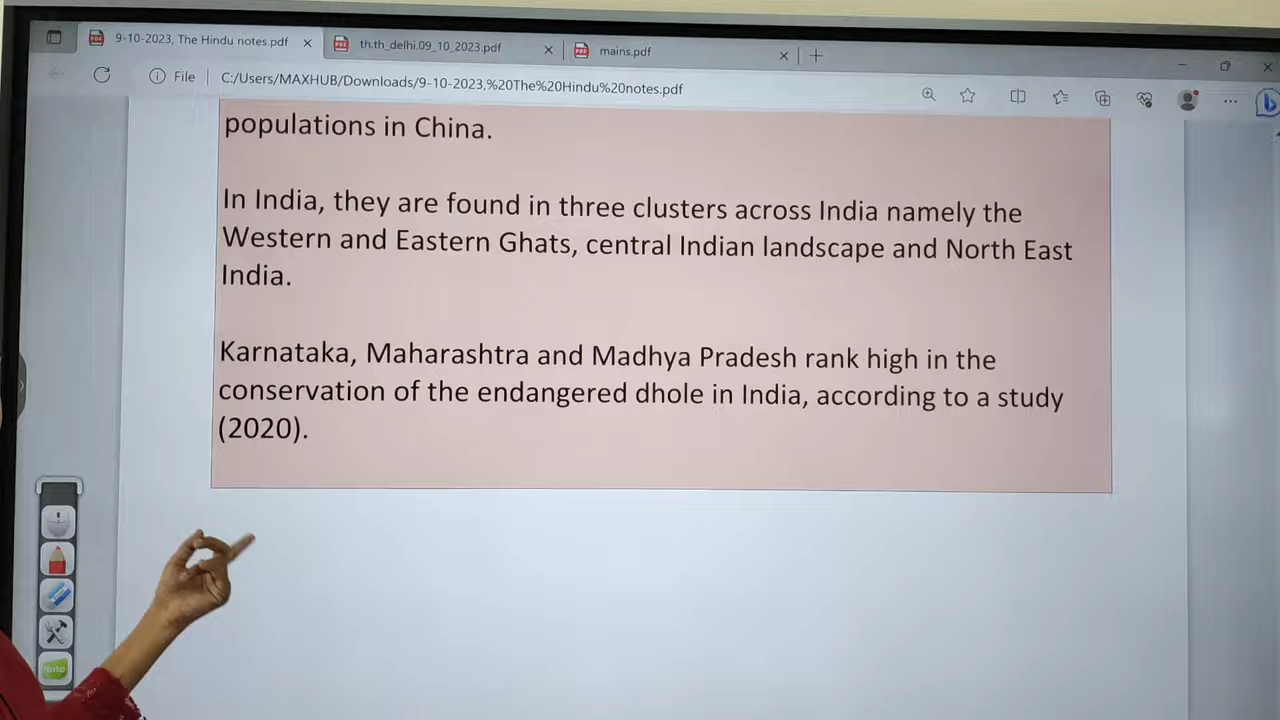 9-10-2023, The Hindu notes.pdf
th.th_delhi.09_10_2023.pdf
mains.pdf
File
C:/Users/MAXHUB/Downloads/9-10-2023,%20The%20Hindu%20notes.pdf
populations in China.
In India, they are found in three clusters across India namely the
Western and Eastern Ghats, central Indian landscape and North East
India.
Karnataka, Maharashtra and Madhya Pradesh rank high in the
conservation of the endangered dhole in India, according to a study
(2020).
note